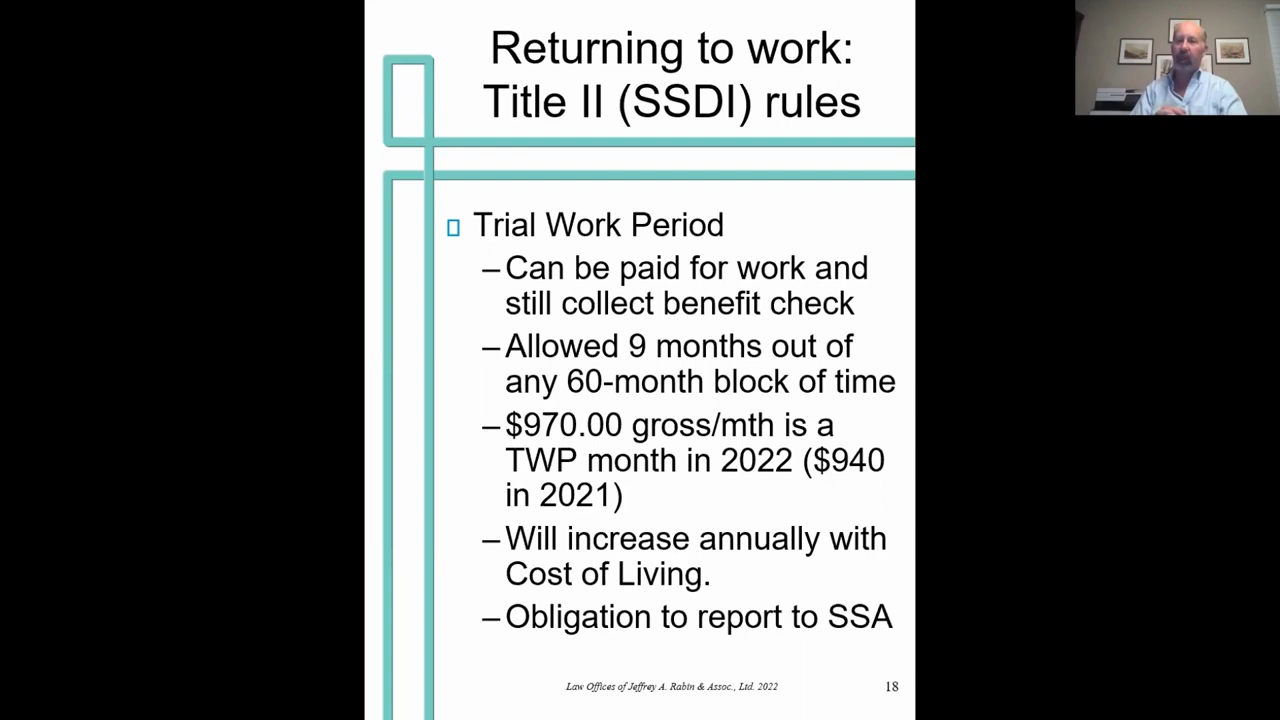 Returning to work:
Title II (SSDI) rules
Trial Work Period
–Can be paid for work and
still collect benefit check
–Allowed 9 months out of
any 60-month block of time
–$970.00 gross/mth is a
TWP month in 2022 ($940
in 2021)
–Will increase annually with
Cost of Living.
–Obligation to report to SSA
Law Offices of Jeffrey A. Rabin & Assoc., Ltd. 2022
18